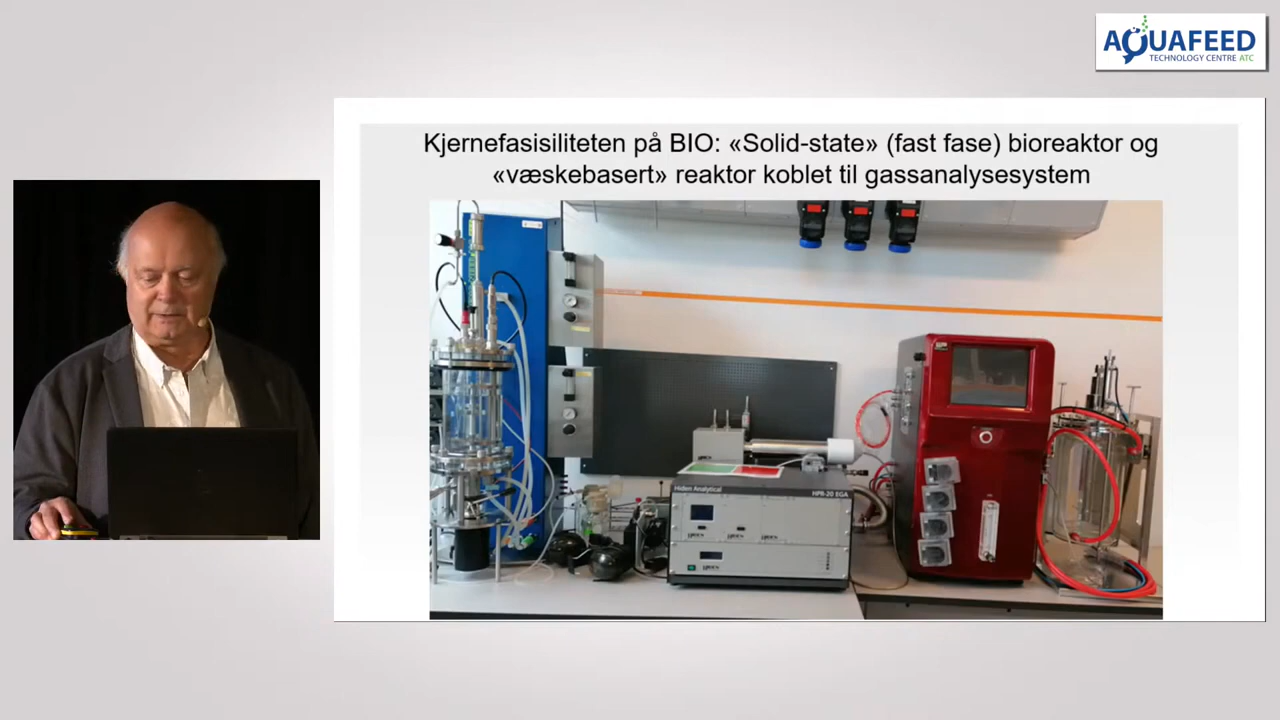 AQUAFEED
TECHNOLOGY CENTRE ATC
Kjernefasisiliteten på BIO: «Solid-state» (fast fase) bioreaktor og
«væskebasert» reaktor koblet til gassanalysesystem
Hiden Analytical
HPR-20 EGA